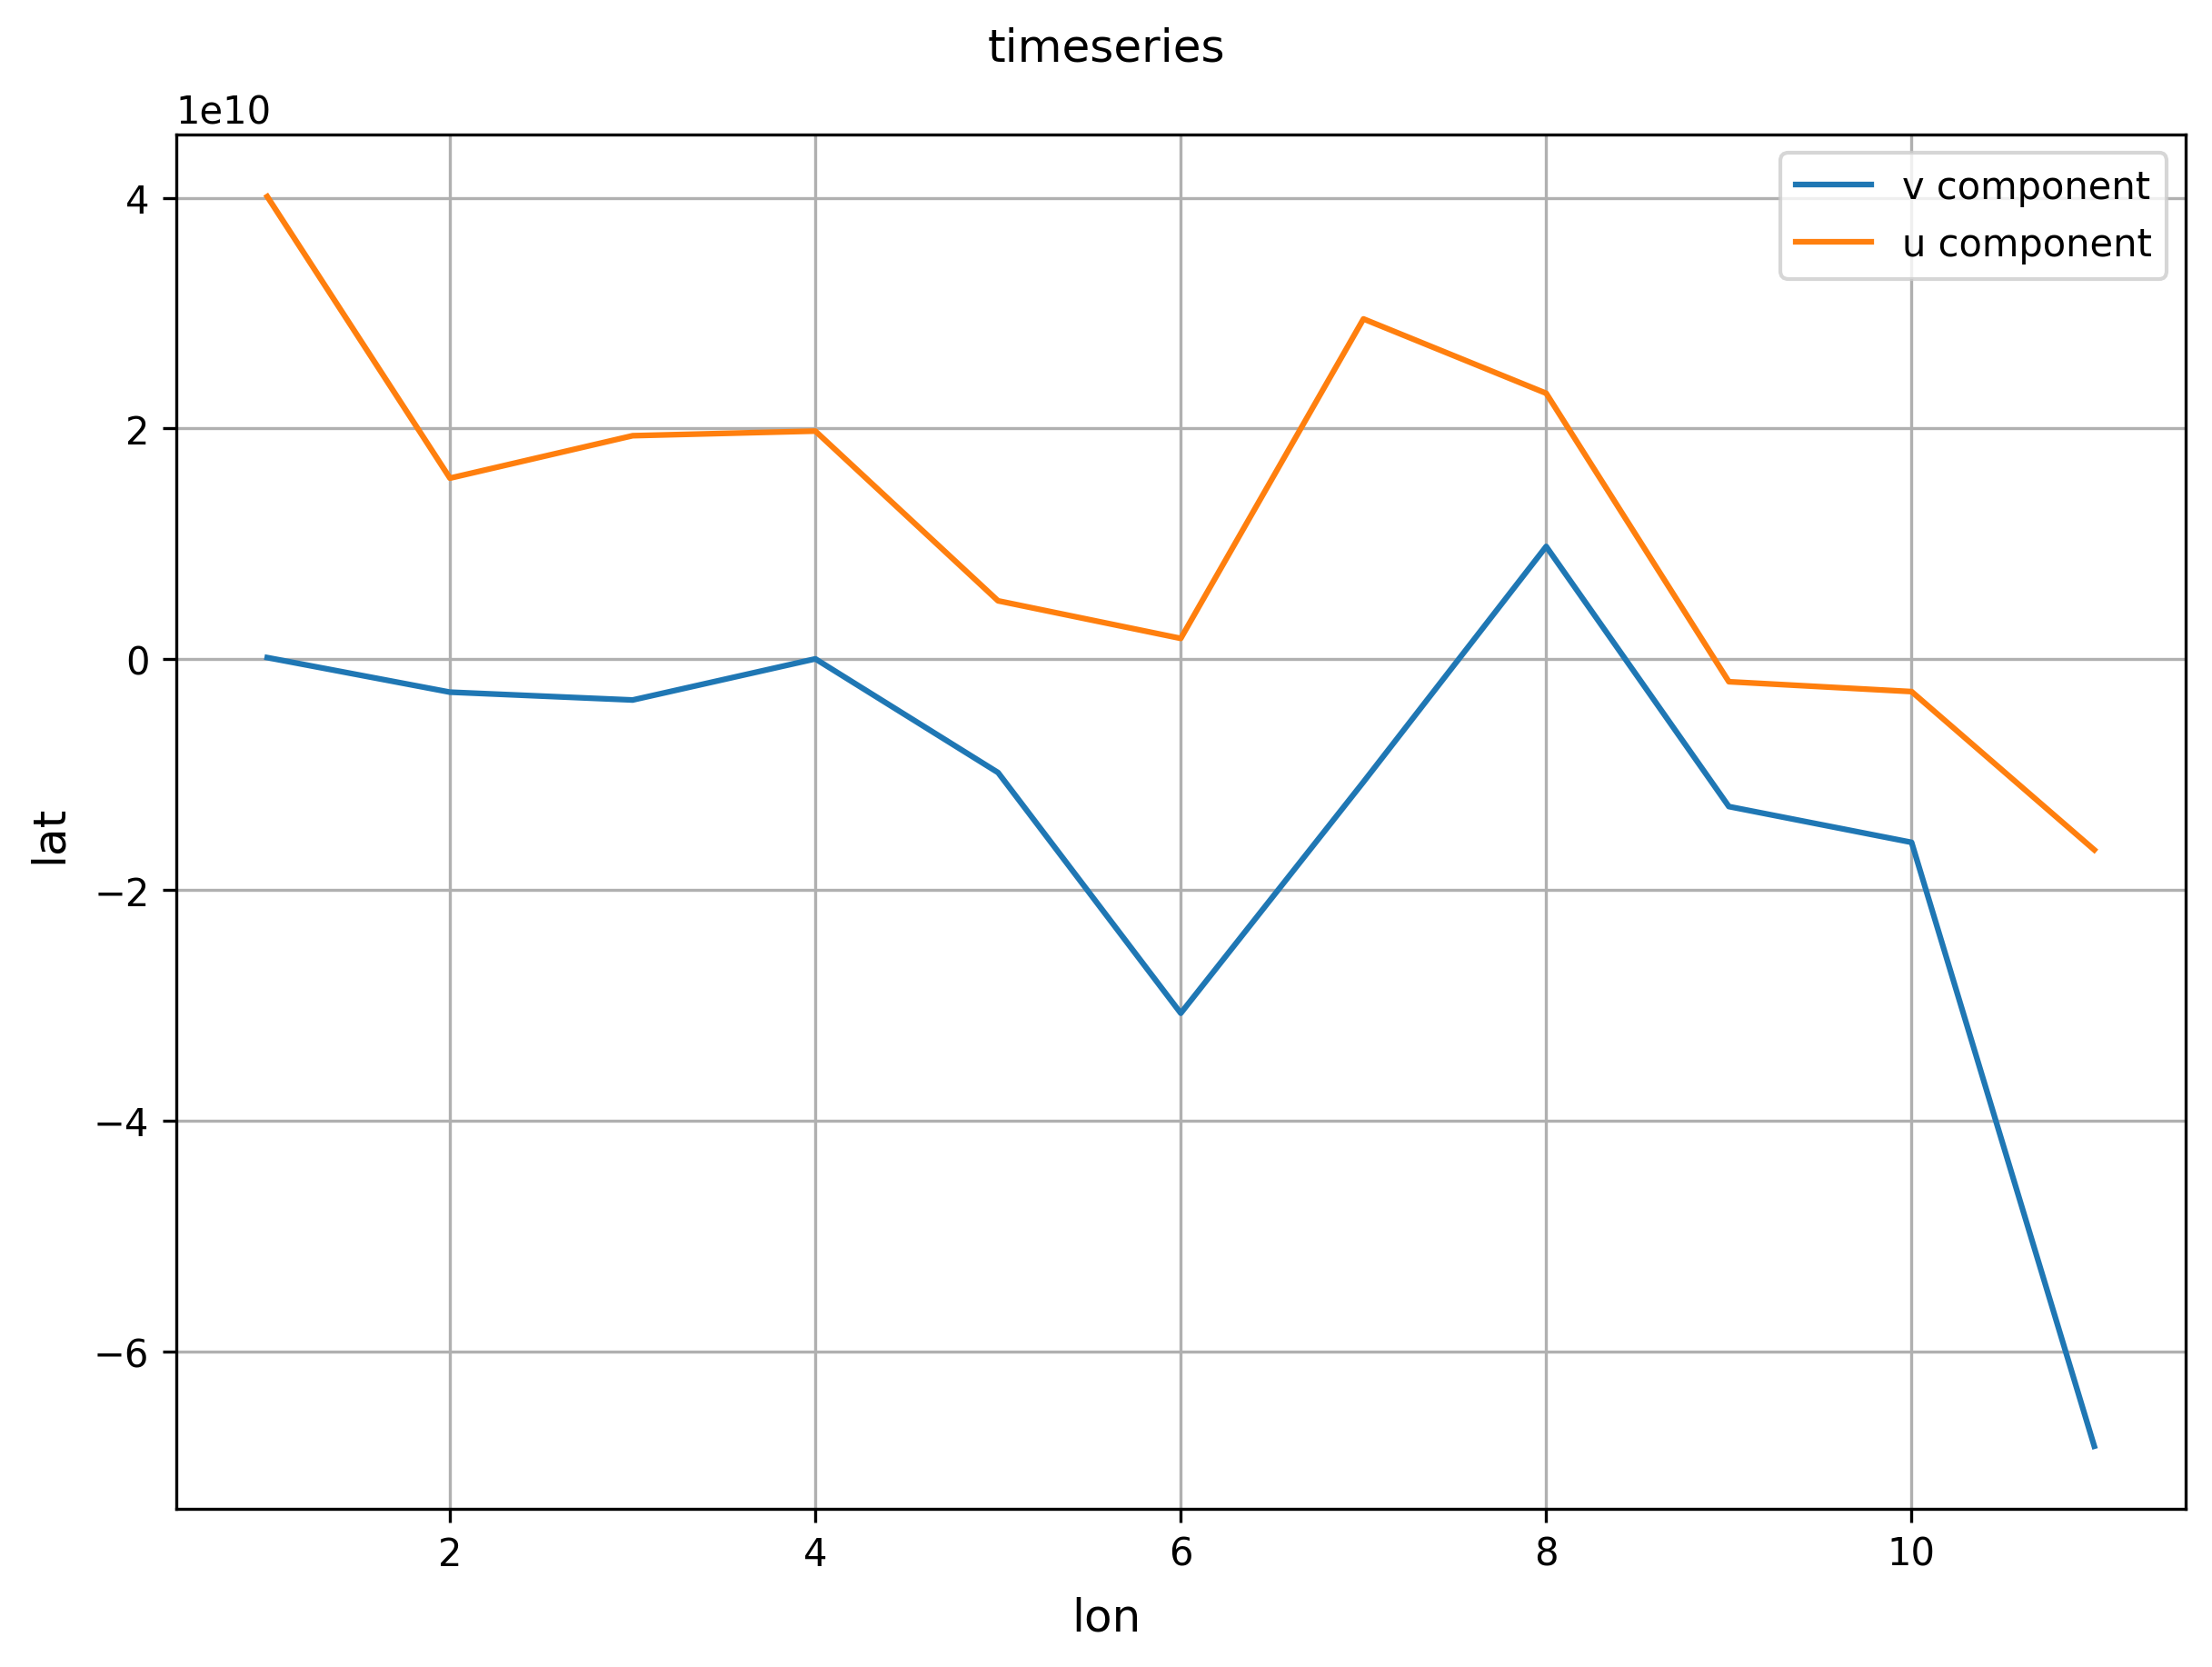 timeseries
1e10
v component
u component
4
2
0
−2
−4
−6
lat
2 4 6 8 10
lon